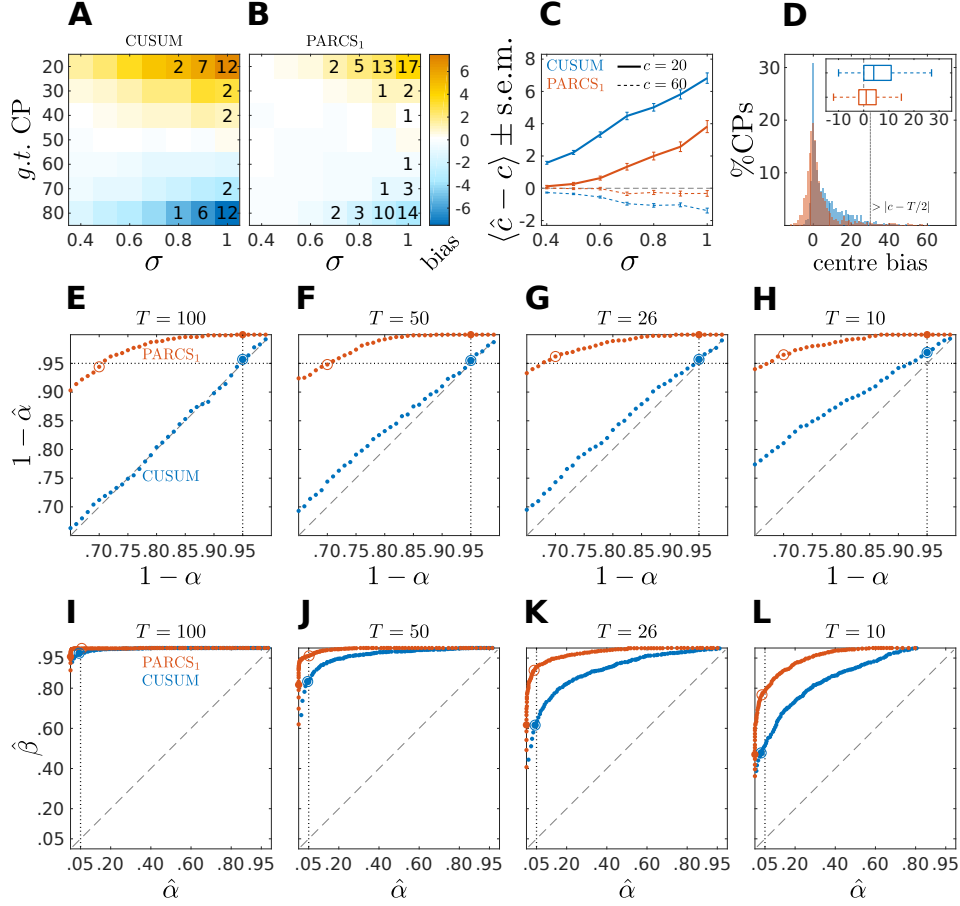 A B C D
CUSUM PARCS₁
g.t. CP
20 30 40 50 60 70 80
2 7 12
2
2
2
1 6 12
2 5 13 17
1 2
1
1
1 3
2 3 10 14
0.4 0.6 0.8 1
σ
0.4 0.6 0.8 1
σ
6 4 2 0 -2 -4 -6
bias
⟨ĉ − c⟩ ± s.e.m.
8 6 4 2 0 -2
CUSUM c = 20
PARCS₁ c = 60
0.4 0.6 0.8 1
σ
%CPs
30 20 10
-10 0 10 30
> |c − T/2|
0 20 40 60
centre bias
E F G H
T = 100 T = 50 T = 26 T = 10
1 − α̂
.95 .90 .85 .80 .75 .70
PARCS₁
CUSUM
.70 .75 .80 .85 .90 .95
.70 .75 .80 .85 .90 .95
.70 .75 .80 .85 .90 .95
.70 .75 .80 .85 .90 .95
1 − α 1 − α 1 − α 1 − α
I J K L
T = 100 T = 50 T = 26 T = 10
β̂
.95 .80 .60 .40 .20 .05
PARCS₁
CUSUM
.05 .20 .40 .60 .80 .95
.05 .20 .40 .60 .80 .95
.05 .20 .40 .60 .80 .95
.05 .20 .40 .60 .80 .95
α̂ α̂ α̂ α̂